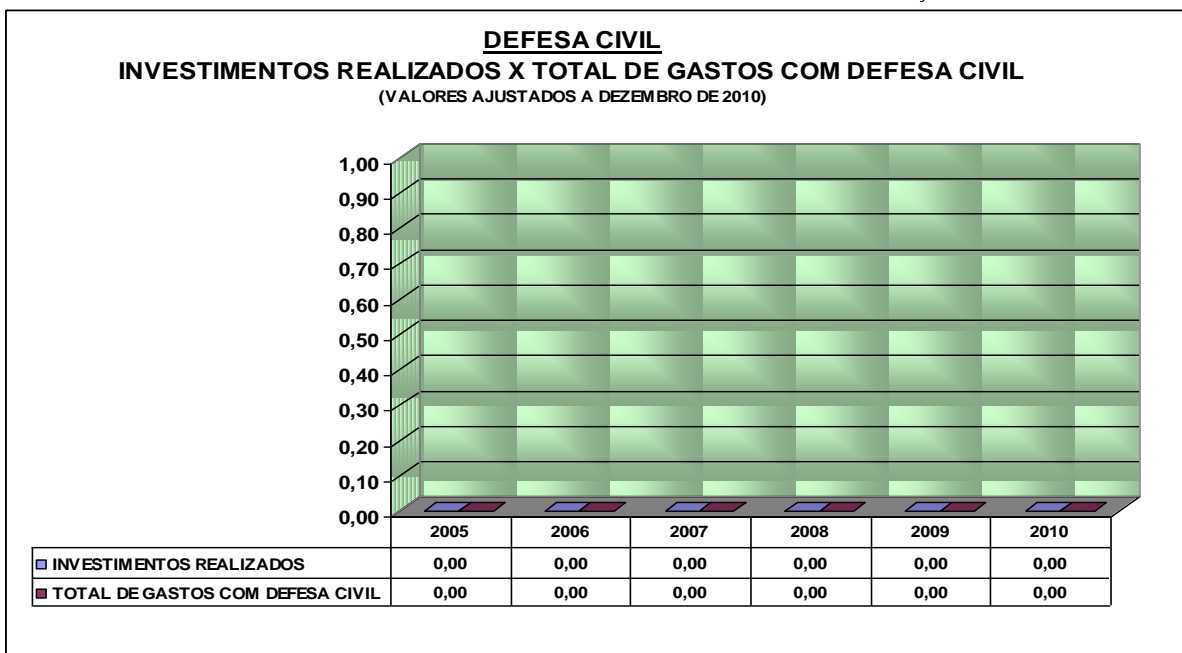 DEFESA CIVIL
INVESTIMENTOS REALIZADOS X TOTAL DE GASTOS COM DEFESA CIVIL
(VALORES AJUSTADOS A DEZEMBRO DE 2010)
1,00
0,90
0,80
0,70
0,60
0,50
0,40
0,30
0,20
0,10
0,00
2005 2006 2007 2008 2009 2010
INVESTIMENTOS REALIZADOS 0,00 0,00 0,00 0,00 0,00 0,00
TOTAL DE GASTOS COM DEFESA CIVIL 0,00 0,00 0,00 0,00 0,00 0,00